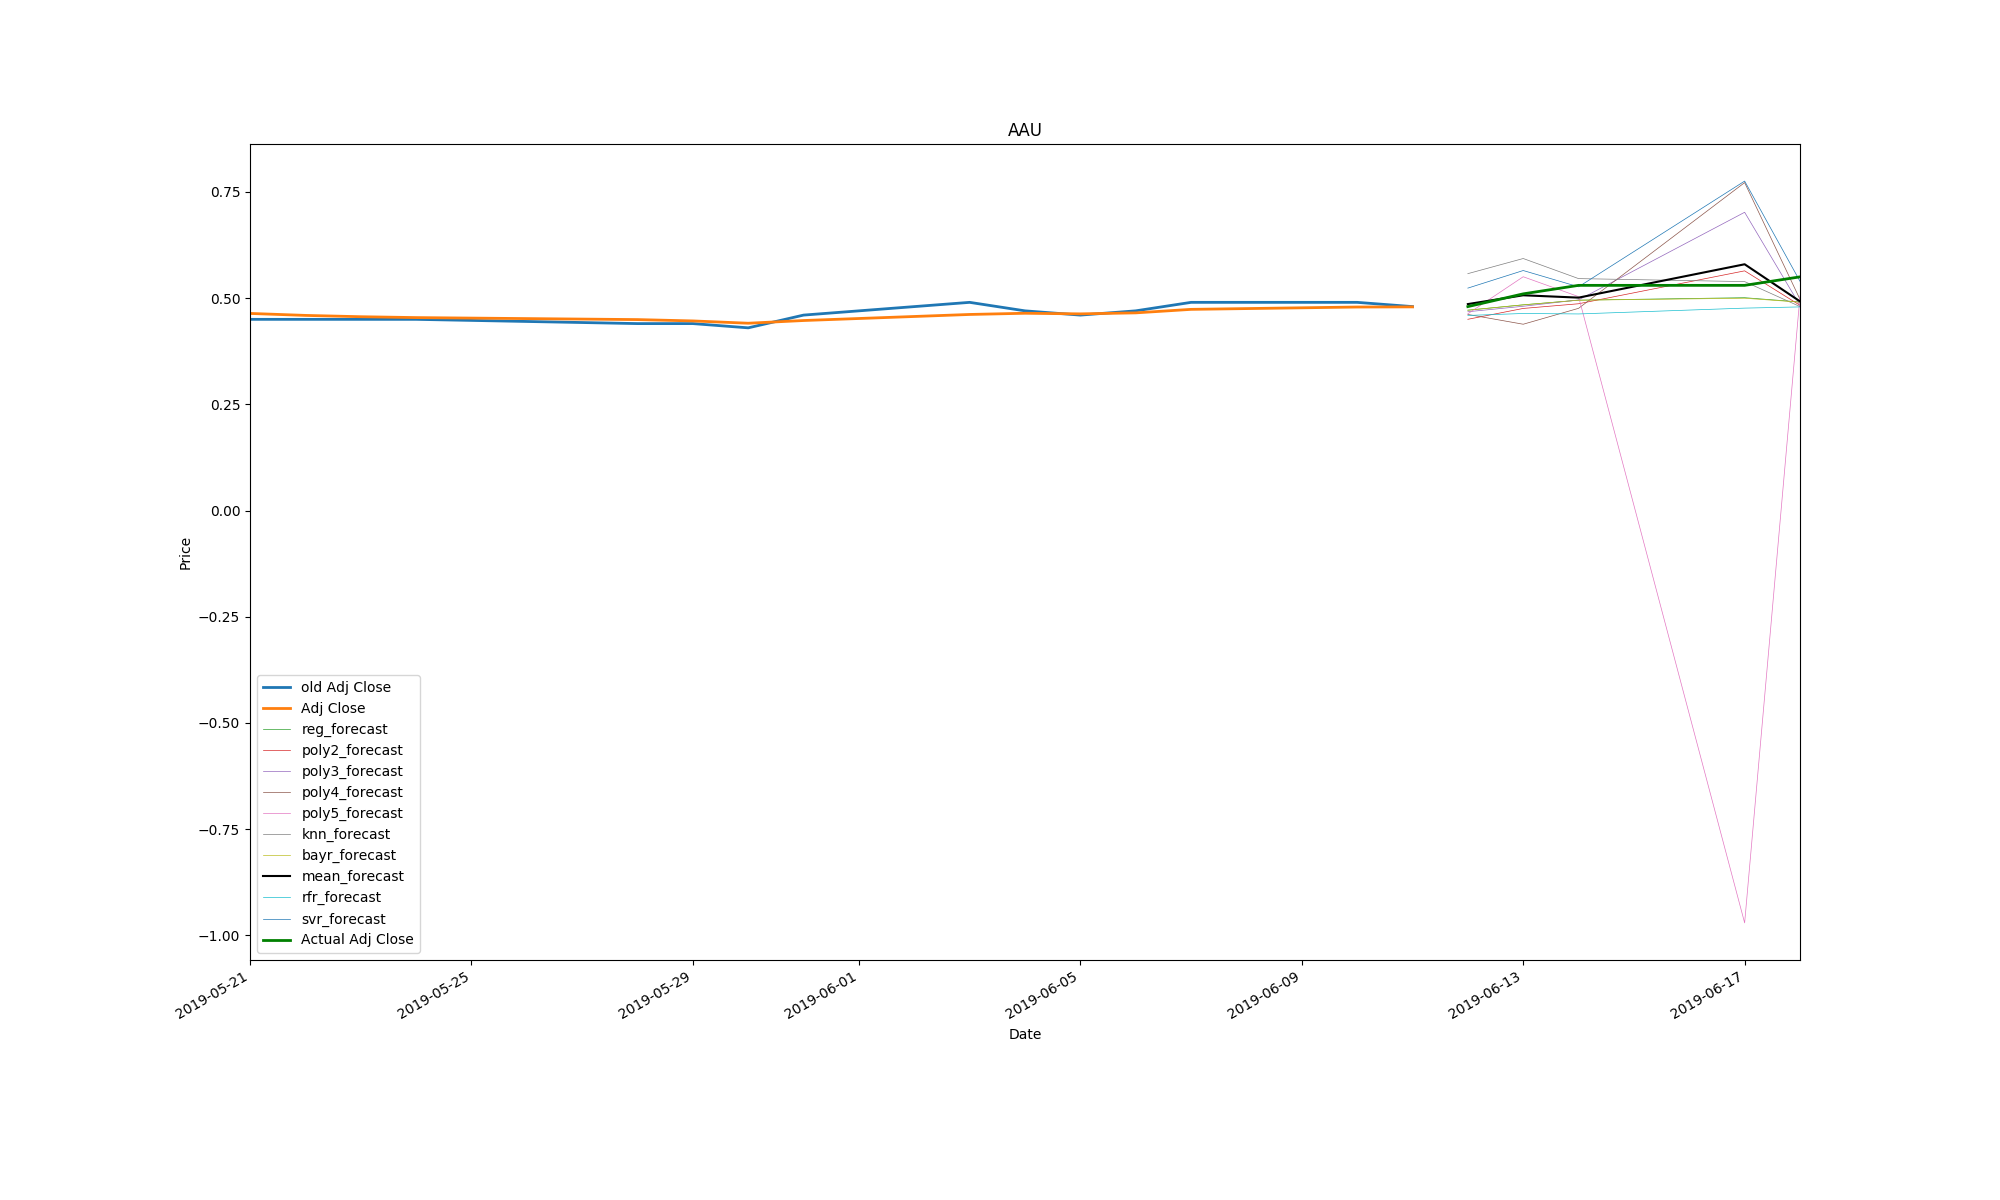 AAU
0.75
0.50
0.25
0.00
−0.25
−0.50
−0.75
−1.00
Price
old Adj Close
Adj Close
reg_forecast
poly2_forecast
poly3_forecast
poly4_forecast
poly5_forecast
knn_forecast
bayr_forecast
mean_forecast
rfr_forecast
svr_forecast
Actual Adj Close
2019-05-21
2019-05-25
2019-05-29
2019-06-01
2019-06-05
2019-06-09
2019-06-13
2019-06-17
Date